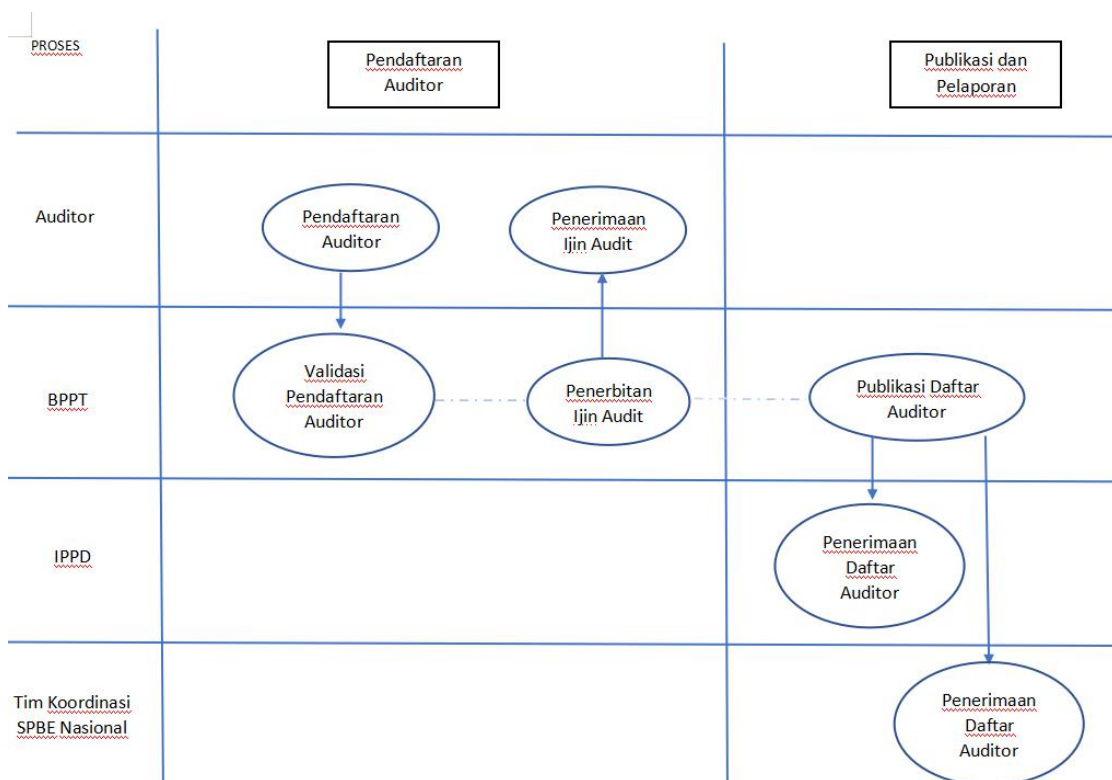 PROSES
Pendaftaran
Auditor
Publikasi dan
Pelaporan
Auditor
Pendaftaran
Auditor
Penerimaan
Ijin Audit
BPPT
Validasi
Pendaftaran
Auditor
Penerbitan
Ijin Audit
Publikasi Daftar
Auditor
IPPD
Penerimaan
Daftar
Auditor
Tim Koordinasi
SPBE Nasional
Penerimaan
Daftar
Auditor